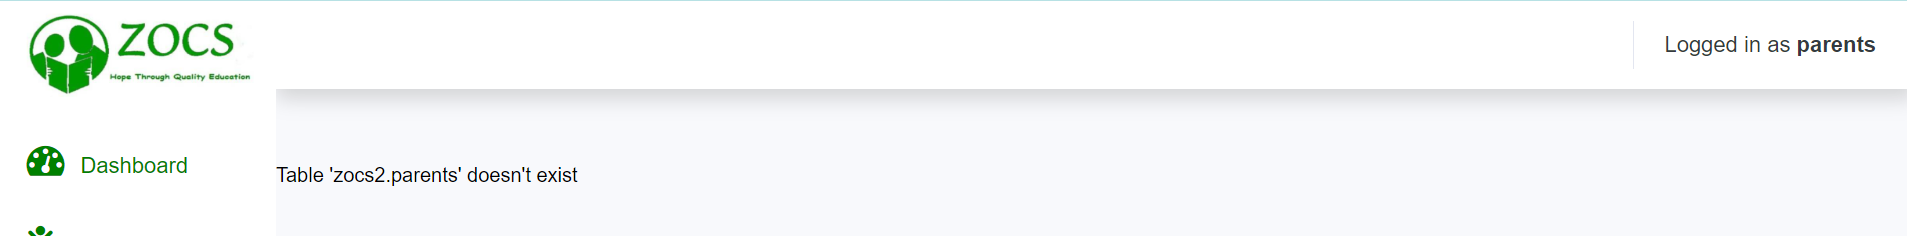 ZOCS
Hope Through Quality Education
Logged in as parents
Dashboard
Table 'zocs2.parents' doesn't exist